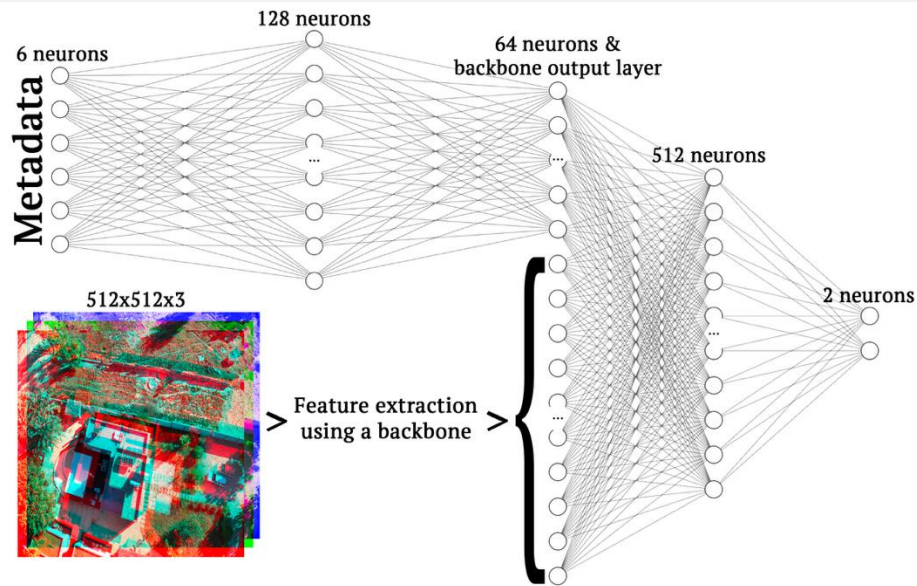 128 neurons
6 neurons
64 neurons &
backbone output layer
Metadata
...
...
512 neurons
512x512x3
2 neurons
...
> Feature extraction >
using a backbone
...